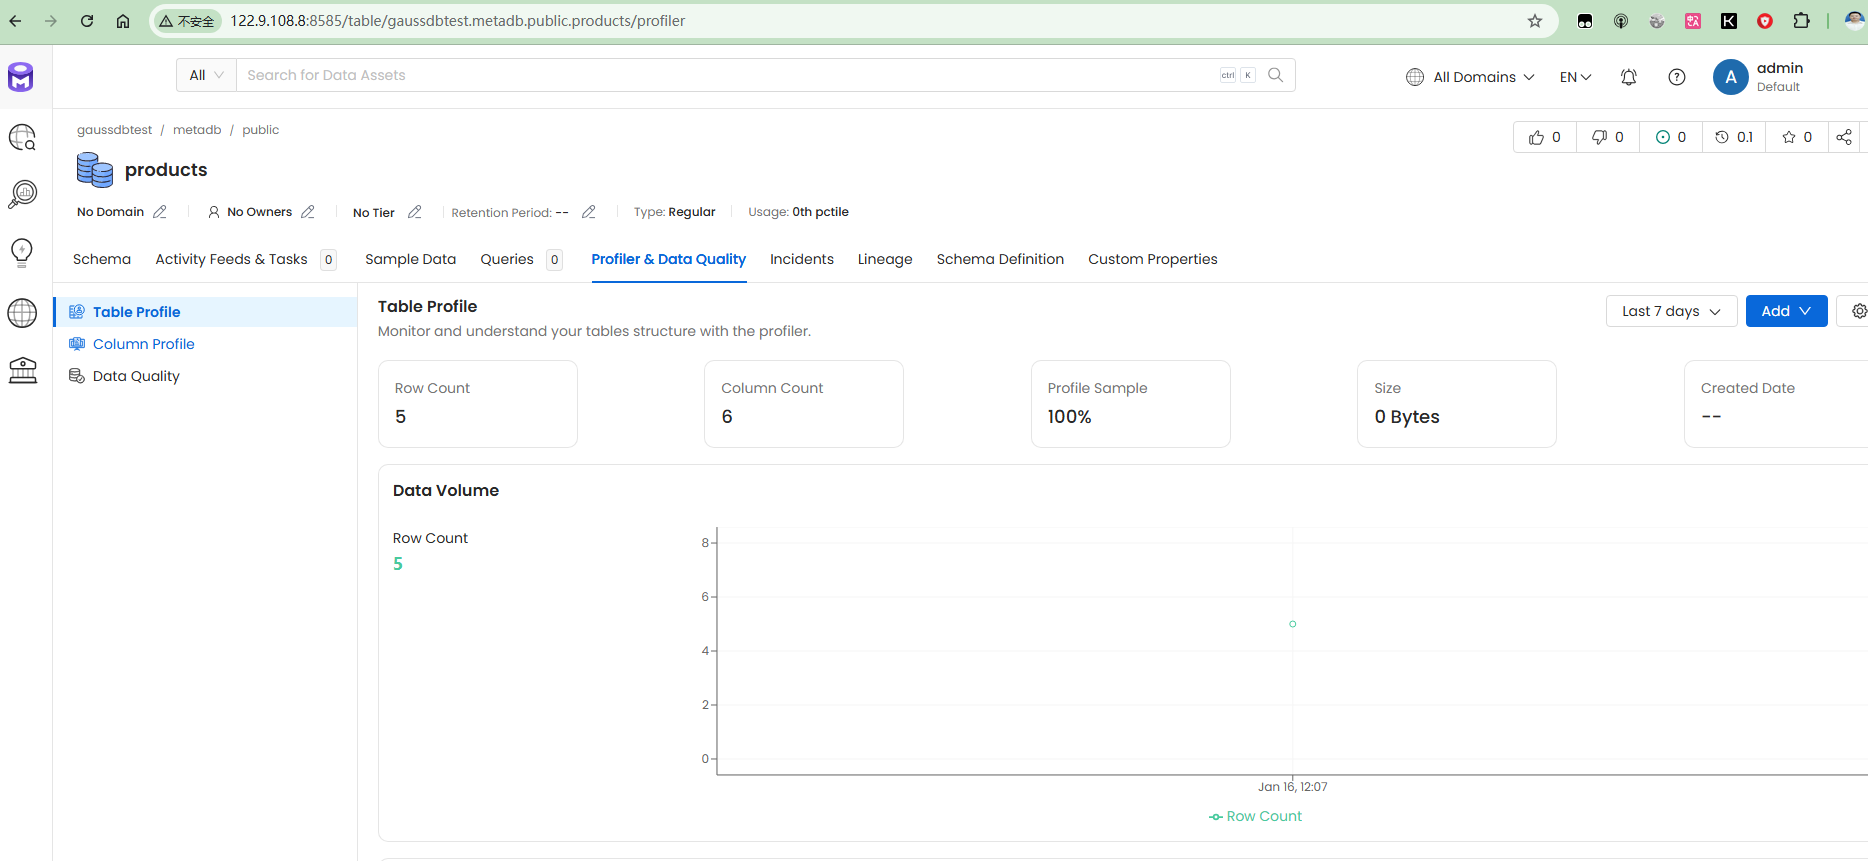 不安全 122.9.108.8:8585/table/gaussdbtest.metadb.public.products/profiler
All Search for Data Assets ctrl K All Domains EN admin
A Default
gaussdbtest / metadb / public
products
0 0 0 0.1 0
No Domain No Owners No Tier Retention Period: -- Type: Regular Usage: 0th pctile
Schema Activity Feeds & Tasks 0 Sample Data Queries 0 Profiler & Data Quality Incidents Lineage Schema Definition Custom Properties
Table Profile
Column Profile
Data Quality
Table Profile
Monitor and understand your tables structure with the profiler.
Last 7 days Add
Row Count Column Count Profile Sample Size Created Date
5 6 100% 0 Bytes --
Data Volume
Row Count
5
8
6
4
2
0
Jan 16, 12:07
Row Count